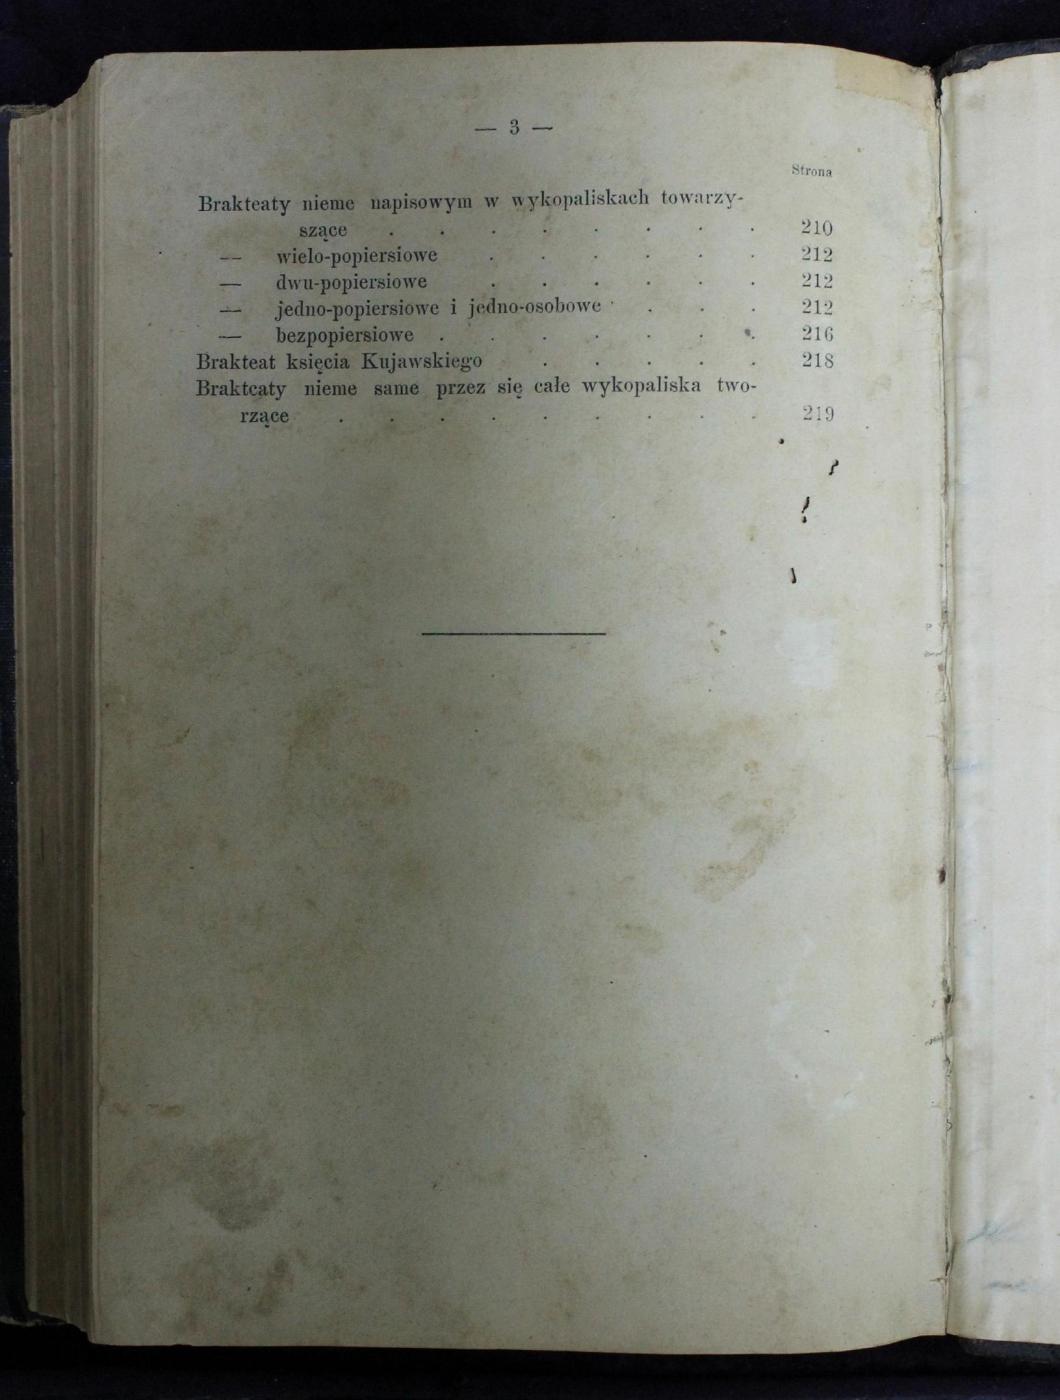 — 3 —
Strona
Brakteaty nieme napisowym w wykopaliskach towarzy-
szące . . . . . . . . 210
— wielo-popiersiowe . . . . . . 212
— dwu-popiersiowe . . . . . . 212
— jedno-popiersiowe i jedno-osobowe . . . 212
— bezpopiersiowe . . . . . . . 216
Brakteat księcia Kujawskiego . . . . . 218
Brakteaty nieme same przez się całe wykopaliska two-
rzące . . . . . . . . . 219